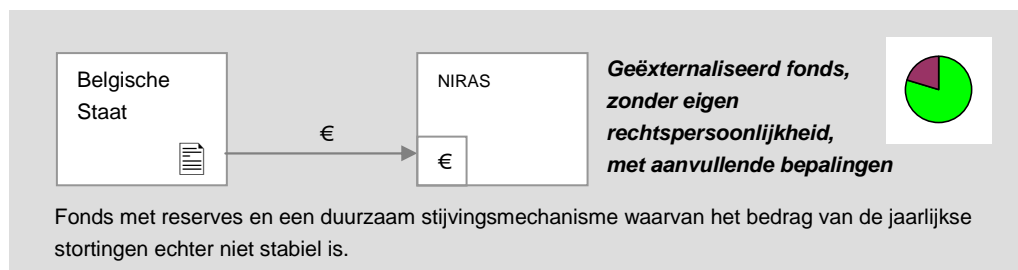 Belgische
Staat
€
NIRAS
€
Geëxternaliseerd fonds,
zonder eigen
rechtspersoonlijkheid,
met aanvullende bepalingen
Fonds met reserves en een duurzaam stijvingsmechanisme waarvan het bedrag van de jaarlijkse
stortingen echter niet stabiel is.